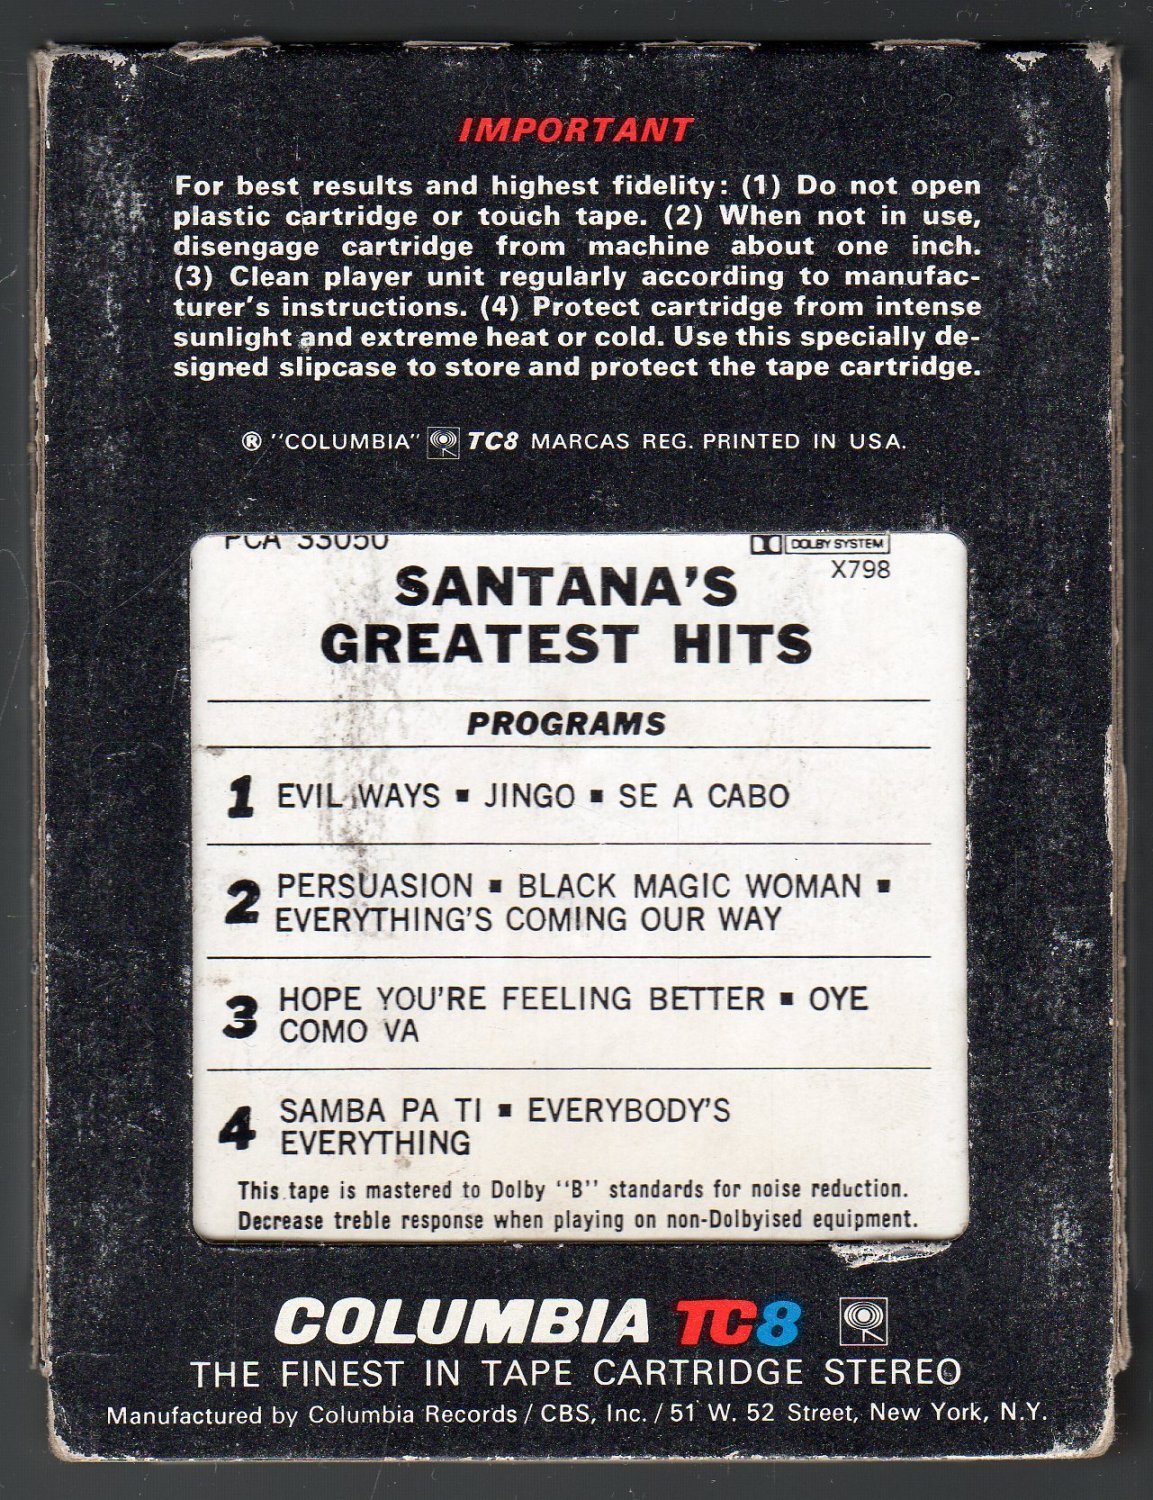 IMPORTANT
For best results and highest fidelity: (1) Do not open
plastic cartridge or touch tape. (2) When not in use,
disengage cartridge from machine about one inch.
(3) Clean player unit regularly according to manufac-
turer's instructions. (4) Protect cartridge from intense
sunlight and extreme heat or cold. Use this specially de-
signed slipcase to store and protect the tape cartridge.
® "COLUMBIA" TC8 MARCAS REG. PRINTED IN USA.
PCA 33050 DOLBY SYSTEM
X798
SANTANA'S
GREATEST HITS
PROGRAMS
1 EVIL WAYS ▪ JINGO ▪ SE A CABO
2 PERSUASION ▪ BLACK MAGIC WOMAN ▪
EVERYTHING'S COMING OUR WAY
3 HOPE YOU'RE FEELING BETTER ▪ OYE
COMO VA
4 SAMBA PA TI ▪ EVERYBODY'S
EVERYTHING
This tape is mastered to Dolby "B" standards for noise reduction.
Decrease treble response when playing on non-Dolbyised equipment.
COLUMBIA TC8
THE FINEST IN TAPE CARTRIDGE STEREO
Manufactured by Columbia Records / CBS, Inc. / 51 W. 52 Street, New York, N.Y.